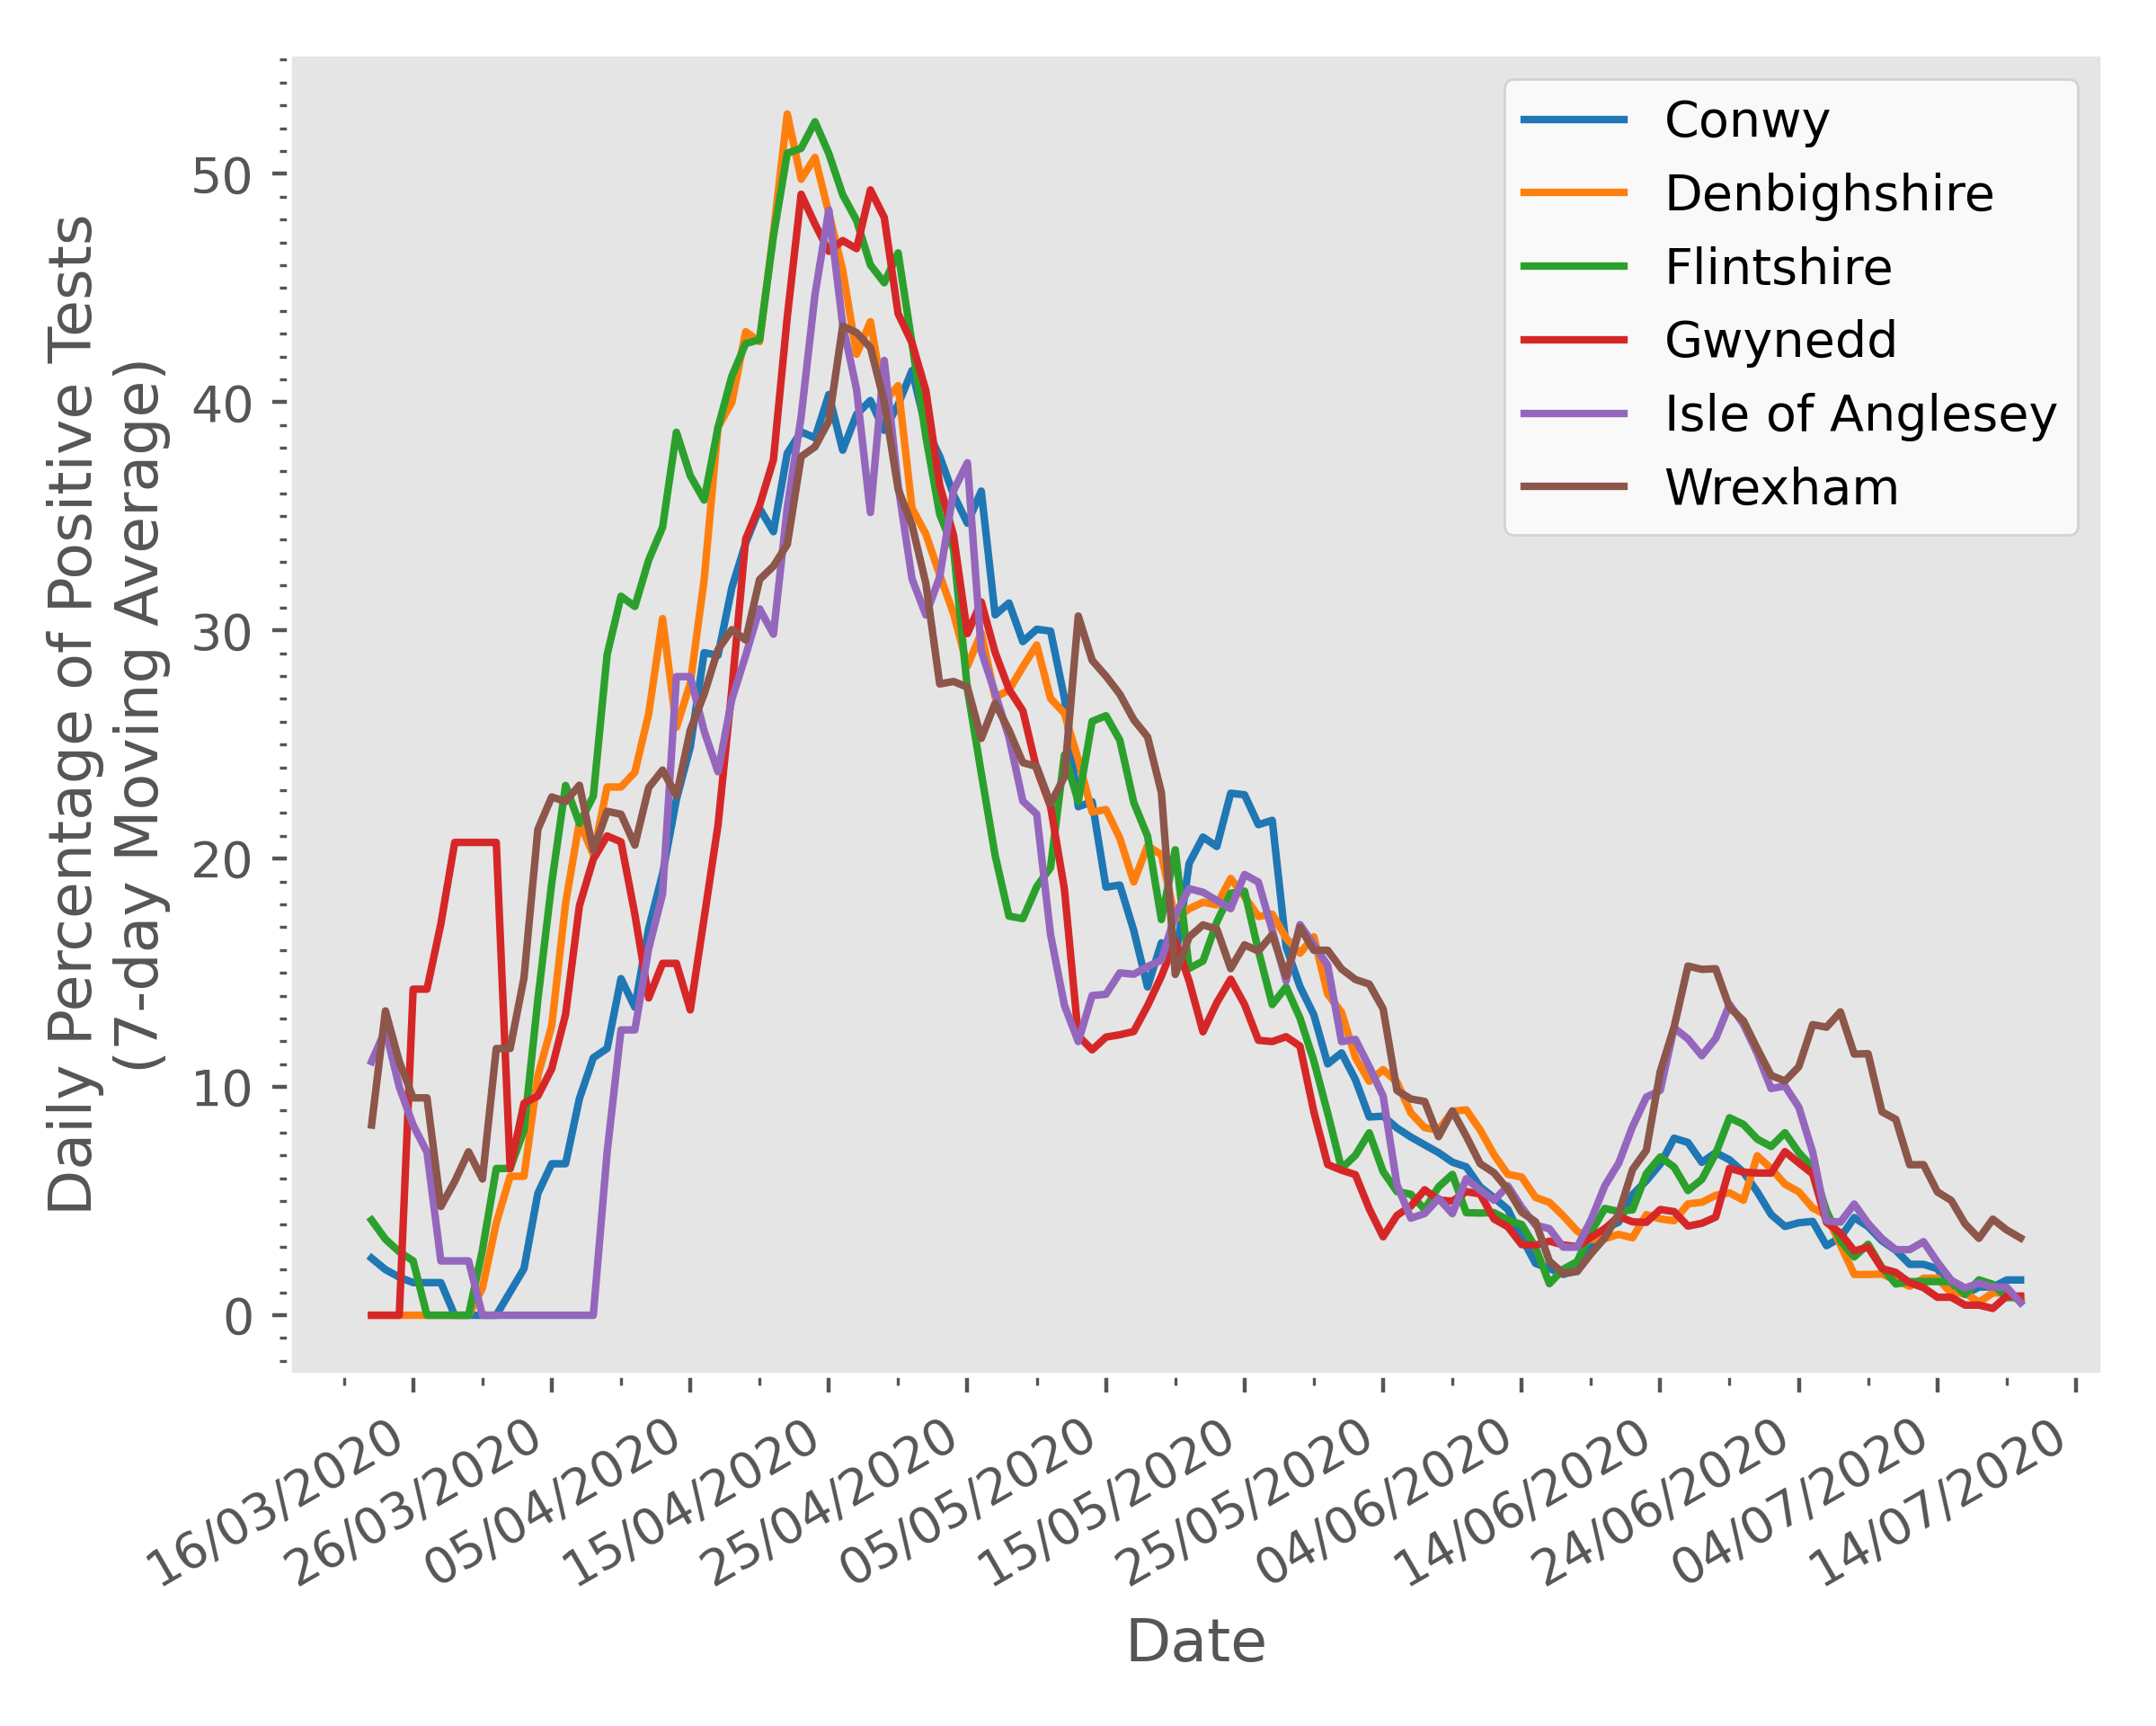 Daily Percentage of Positive Tests
(7-day Moving Average)
50
40
30
20
10
0
Conwy
Denbighshire
Flintshire
Gwynedd
Isle of Anglesey
Wrexham
16/03/2020
26/03/2020
05/04/2020
15/04/2020
25/04/2020
05/05/2020
15/05/2020
25/05/2020
04/06/2020
14/06/2020
24/06/2020
04/07/2020
14/07/2020
Date